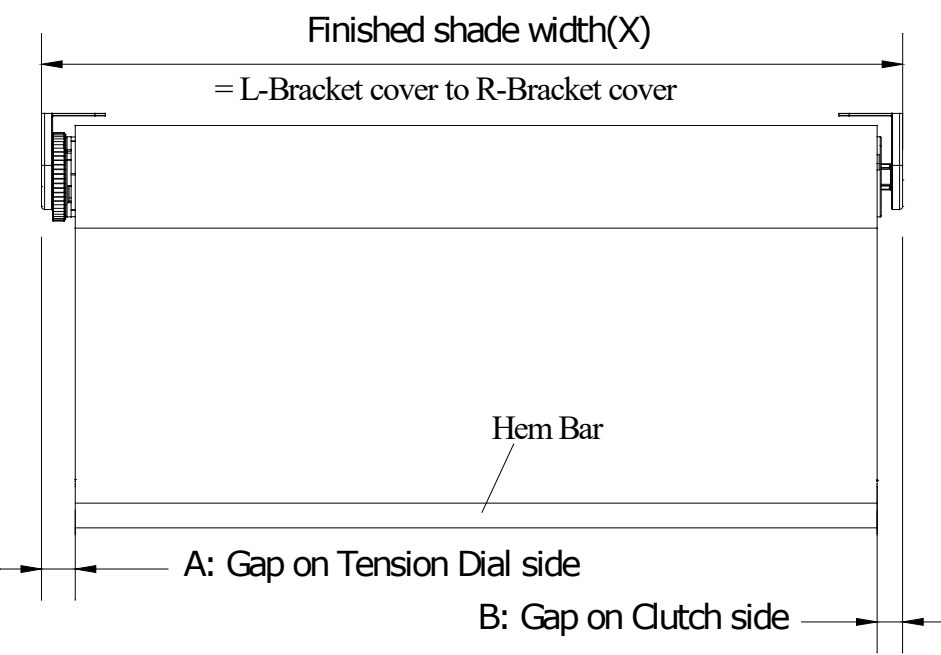 Finished shade width(X)
= L-Bracket cover to R-Bracket cover
Hem Bar
A: Gap on Tension Dial side
B: Gap on Clutch side